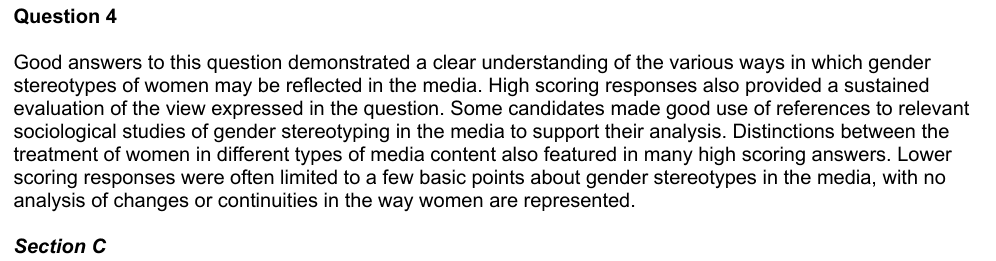 Question 4
Good answers to this question demonstrated a clear understanding of the various ways in which gender
stereotypes of women may be reflected in the media. High scoring responses also provided a sustained
evaluation of the view expressed in the question. Some candidates made good use of references to relevant
sociological studies of gender stereotyping in the media to support their analysis. Distinctions between the
treatment of women in different types of media content also featured in many high scoring answers. Lower
scoring responses were often limited to a few basic points about gender stereotypes in the media, with no
analysis of changes or continuities in the way women are represented.
Section C